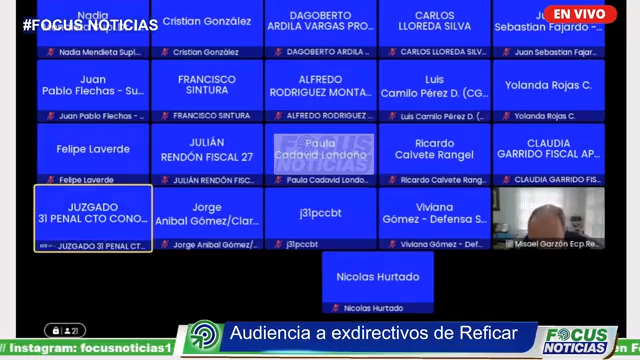 #FOCUS NOTICIAS
EN VIVO
Nadia
Nadia Mendieta Supl...
Cristian González
Cristian González
DAGOBERTO
ARDILA VARGAS PRO...
DAGOBERTO ARDILA ...
CARLOS
LLOREDA SILVA
CARLOS LLOREDA SILVA
Sebastian Fajardo -...
Juan Sebastian Fajar...
Juan
Pablo Flechas - Su...
Juan Pablo Flechas -...
FRANCISCO
SINTURA
FRANCISCO SINTURA
ALFREDO
RODRIGUEZ MONTA...
ALFREDO RODRIGUEZ ...
Luis
Camilo Pérez D. (CG...
Luis Camilo Pérez D. (...
Yolanda Rojas C.
Yolanda Rojas C.
Felipe Laverde
Felipe Laverde
JULIÁN
RENDÓN FISCAL 27
JULIÁN RENDÓN FISC...
Paula
Cadavid Londoño
Paula Cadavid Londo...
FOCUS
NOTICIAS
Ricardo
Calvete Rangel
Ricardo Calvete Rang...
CLAUDIA
GARRIDO FISCAL AP...
CLAUDIA GARRIDO FIS...
JUZGADO
31 PENAL CTO CONO...
JUZGADO 31 PENAL CT...
Jorge
Anibal Gómez/Clar...
Jorge Anibal Gómez/...
j31pccbt
j31pccbt
Viviana
Gómez - Defensa S...
Viviana Gómez - Def...
Misael Garzón Ecp.Re...
Nicolas Hurtado
Nicolas Hurtado
21
Audiencia a exdirectivos de Reficar
FOCUS
NOTICIAS
// Instagram: focusnoticias1
en F